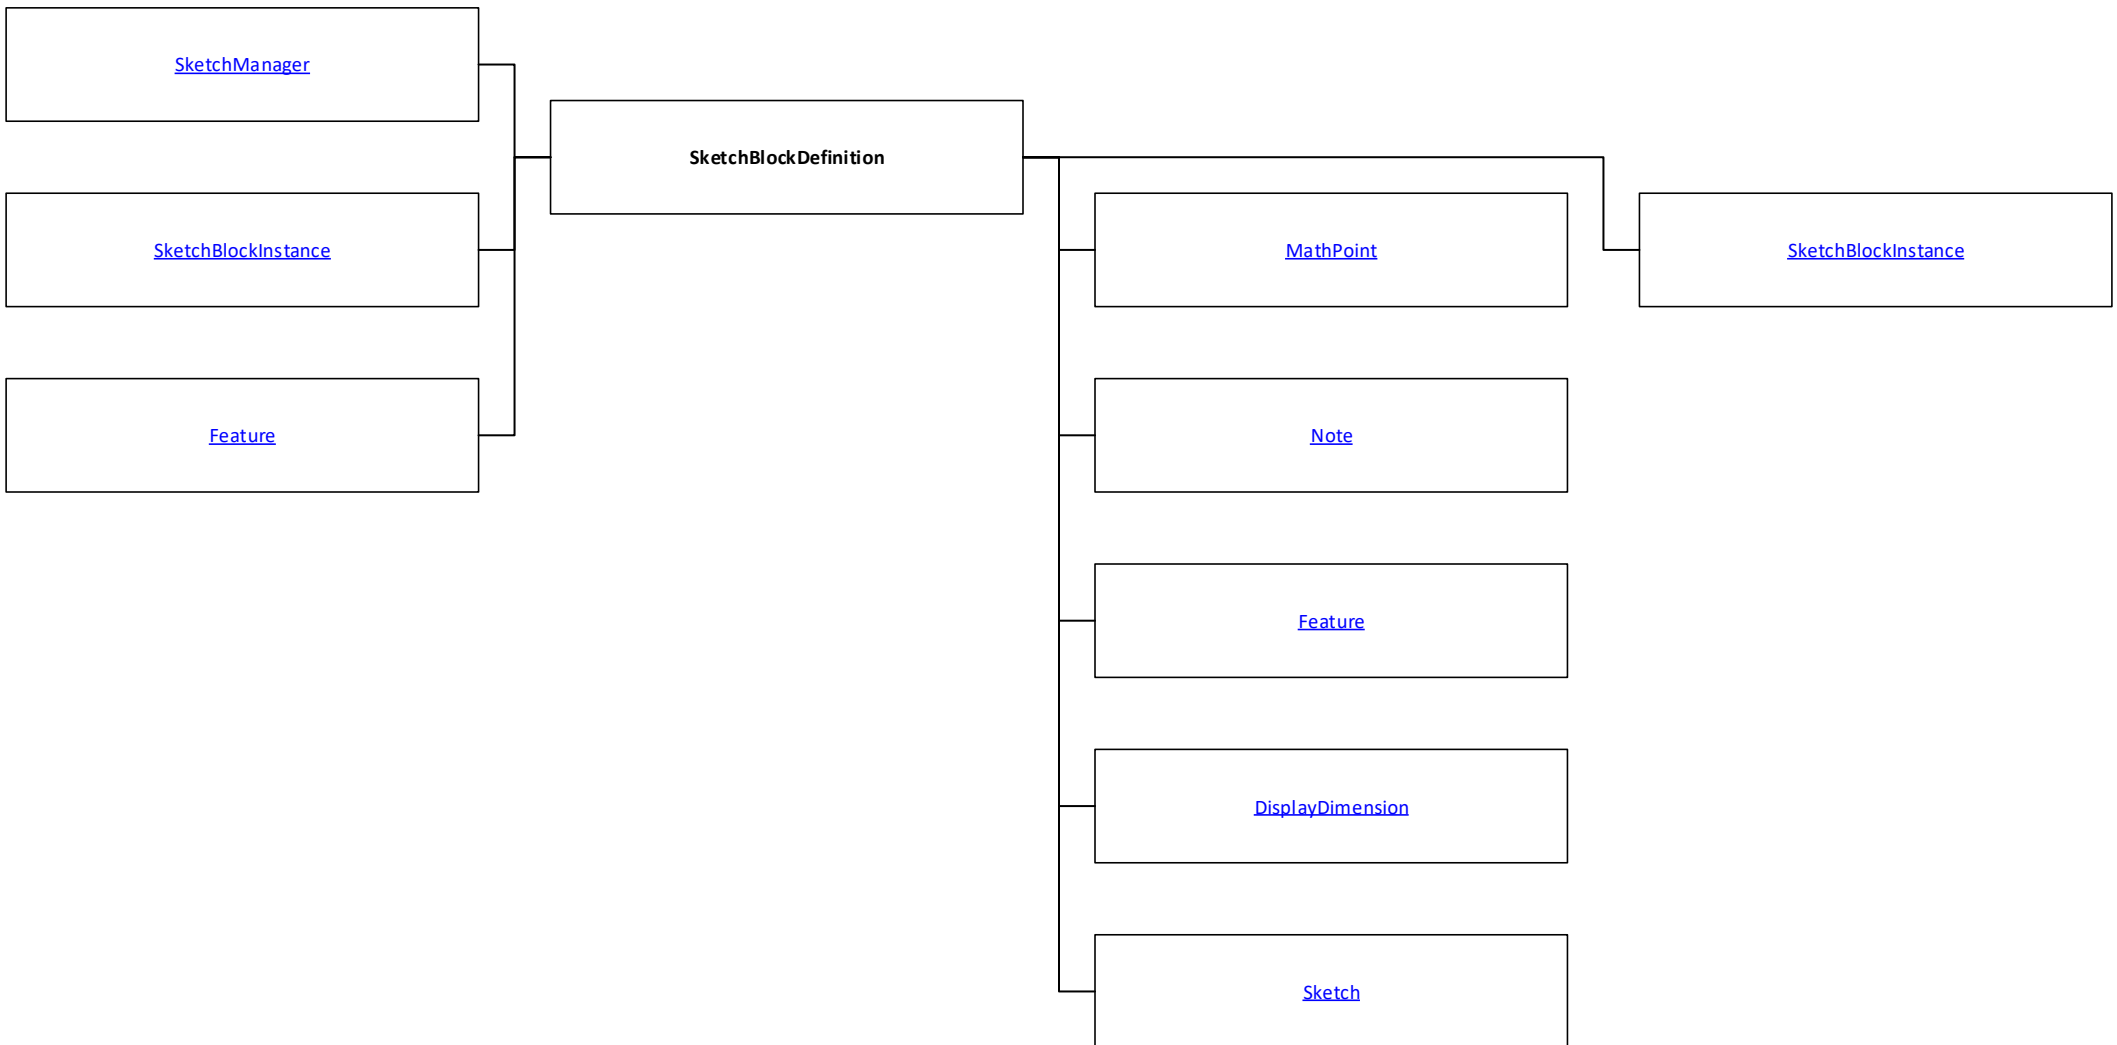 SketchManager
SketchBlockDefinition
SketchBlockInstance
MathPoint
SketchBlockInstance
Feature
Note
Feature
DisplayDimension
Sketch